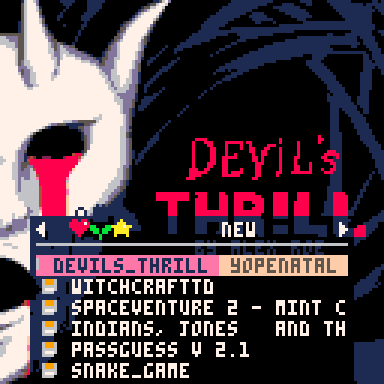 DEVIL'S
THRILL.
NEW
BY ALEX ROE
DEVILS_THRILL YOPENATAL
WITCHCRAFTTD
SPACEVENTURE 2 - MINT C
INDIANS, JONES AND TH
PASSGUESS V 2.1
SNAKE_GAME